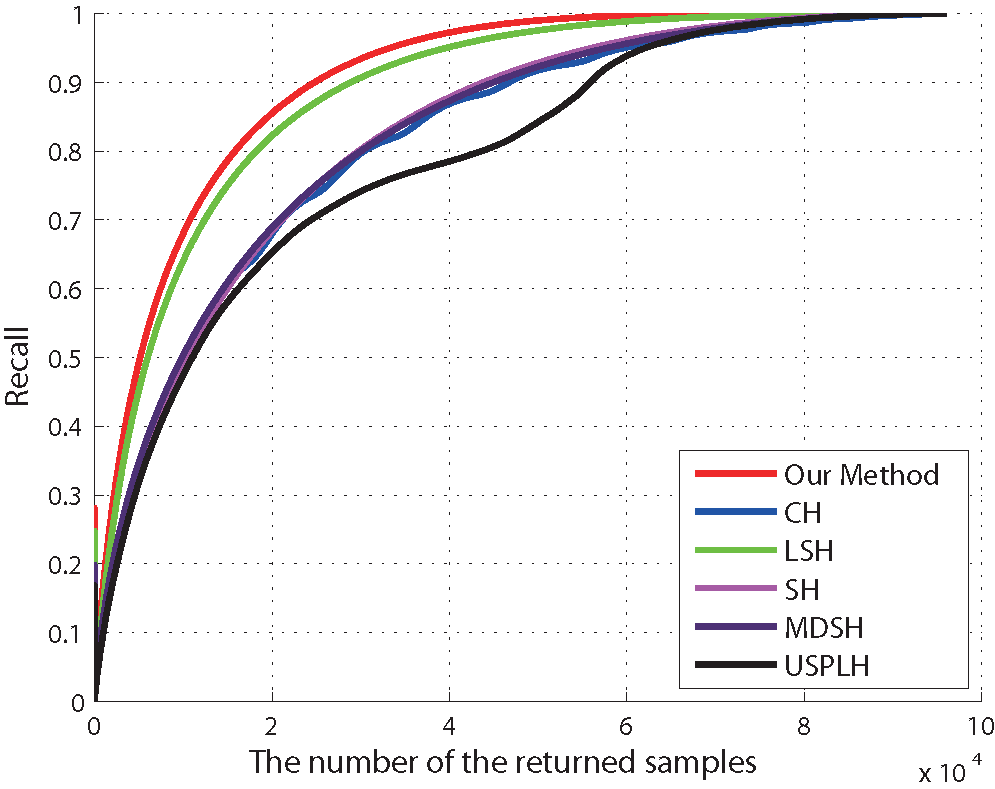 1
0.9
0.8
0.7
0.6
0.5
0.4
0.3
0.2
0.1
0
Recall
Our Method
CH
LSH
SH
MDSH
USPLH
0 2 4 6 8 10
The number of the returned samples
x 10 4